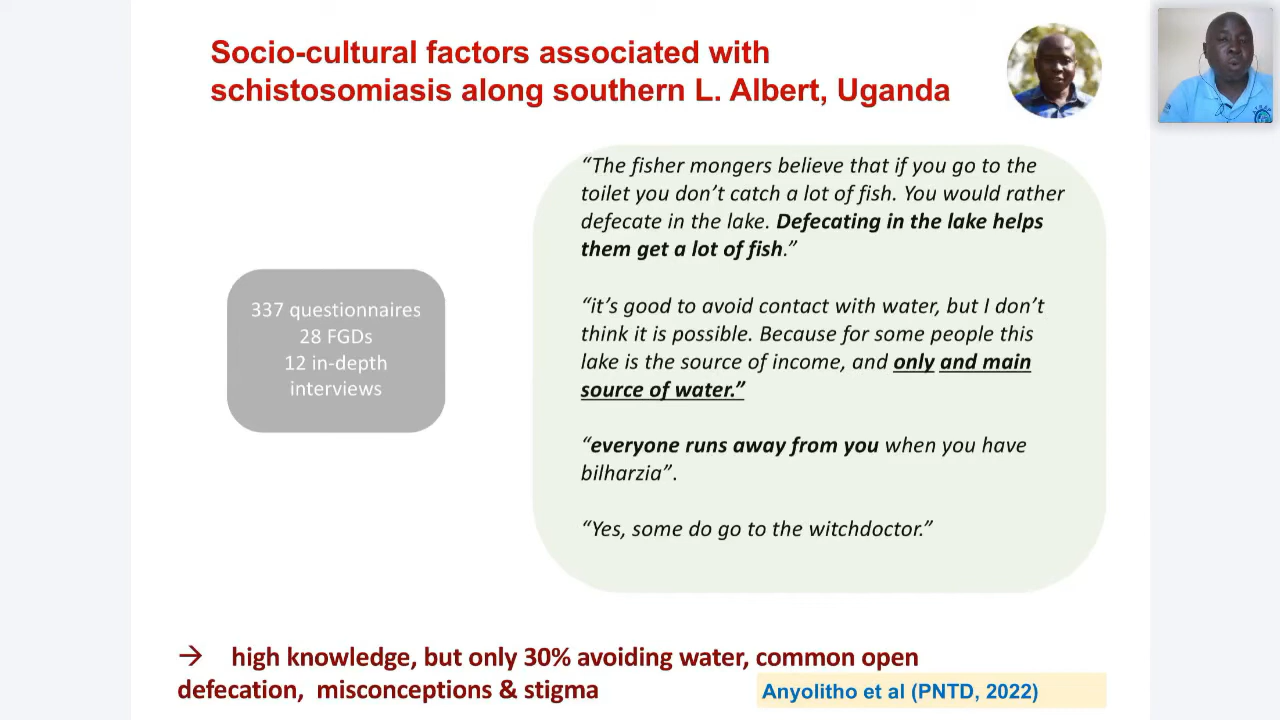 Socio-cultural factors associated with
schistosomiasis along southern L. Albert, Uganda
337 questionnaires
28 FGDs
12 in-depth
interviews
“The fisher mongers believe that if you go to the
toilet you don’t catch a lot of fish. You would rather
defecate in the lake. Defecating in the lake helps
them get a lot of fish.”
“it’s good to avoid contact with water, but I don’t
think it is possible. Because for some people this
lake is the source of income, and only and main
source of water.”
“everyone runs away from you when you have
bilharzia”.
“Yes, some do go to the witchdoctor.”
→ high knowledge, but only 30% avoiding water, common open
defecation, misconceptions & stigma
Anyolitho et al (PNTD, 2022)